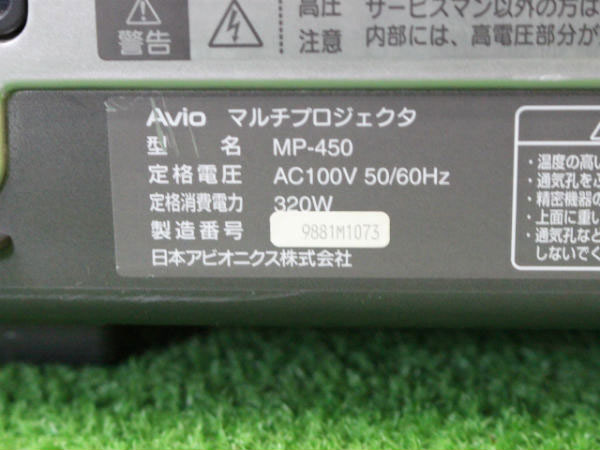 警告
高圧 サービスマン以外の方は
注意 内部には、高電圧部分が
Avio マルチプロジェクタ
型 名 MP-450
定格電圧 AC100V 50/60Hz
定格消費電力 320W
製造番号 9881M1073
日本アビオニクス株式会社
・温度の高い
・通気孔をふ
・精密機器の
・上面に重い
・通気孔など
しないでく